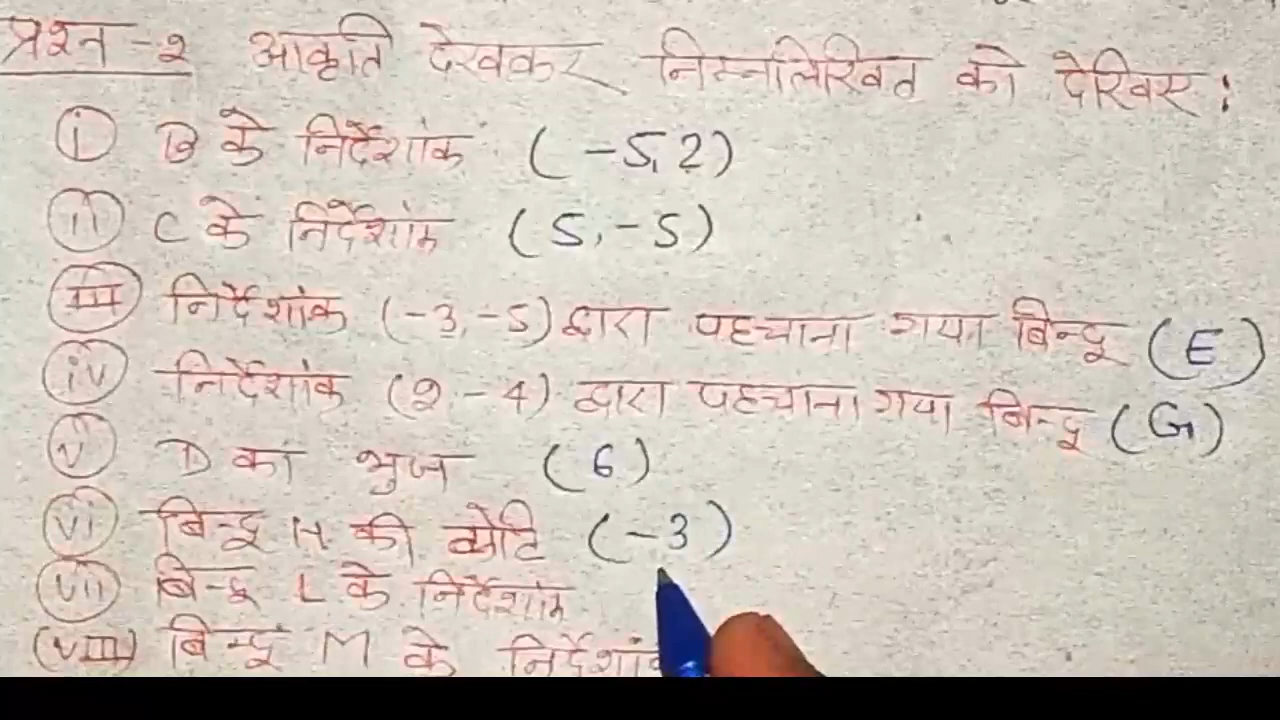 प्रश्न -२ आकृति देखकर निम्नलिखित को देखिए :
(i) B के निर्देशांक (-5,2)
(ii) C के निर्देशांक (5,-5)
(III) निर्देशांक (-3,-5) द्वारा पहचाना गया बिन्दू (E)
(iv) निर्देशांक (2,-4) द्वारा पहचाना गया बिन्दू (G)
(v) D का भुज (6)
(vi) बिन्दू H की कोटि (-3)
(vii) बिन्दू L के निर्देशांक
(VIII) बिन्दू M के निर्देशांक